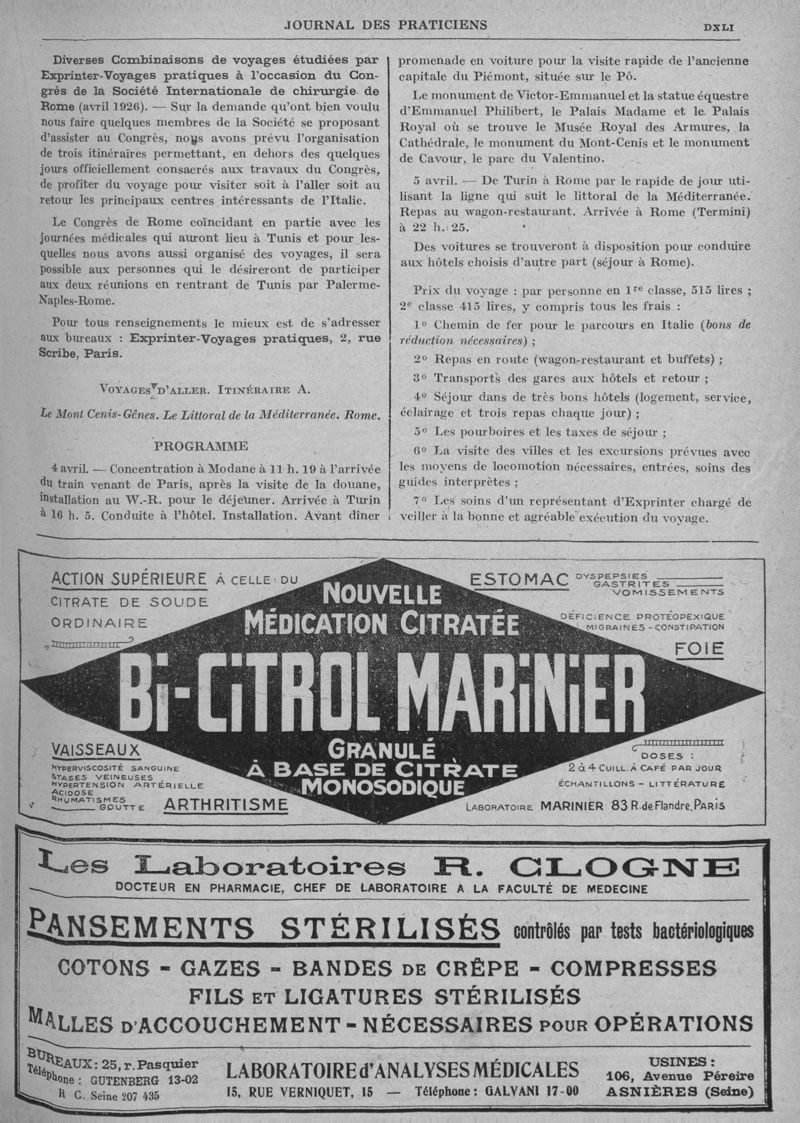 JOURNAL DES PRATICIENS
DXLI
Diverses Combinaisons de voyages étudiées par
Exprinter-Voyages pratiques à l'occasion du Con-
grès de la Société Internationale de chirurgie de
Rome (avril 1926). — Sur la demande qu'ont bien voulu
nous faire quelques membres de la Société se proposant
d'assister au Congrès, nous avons prévu l'organisation
de trois itinéraires permettant, en dehors des quelques
jours officiellement consacrés aux travaux du Congrès,
de profiter du voyage pour visiter soit à l'aller soit au
retour les principaux centres intéressants de l'Italie.
Le Congrès de Rome coïncidant en partie avec les
journées médicales qui auront lieu à Tunis et pour les-
quelles nous avons aussi organisé des voyages, il sera
possible aux personnes qui le désireront de participer
aux deux réunions en rentrant de Tunis par Palerme-
Naples-Rome.
Pour tous renseignements le mieux est de s'adresser
aux bureaux : Exprinter-Voyages pratiques, 2, rue
Scribe, Paris.
VOYAGES D'ALLER. ITINÉRAIRE A.
Le Mont Cenis-Gênes. Le Littoral de la Méditerranée. Rome.
PROGRAMME
4 avril. — Concentration à Modane à 11 h. 19 à l'arrivée
du train venant de Paris, après la visite de la douane,
installation au W.-R. pour le déjeuner. Arrivée à Turin
à 16 h. 5. Conduite à l'hôtel. Installation. Avant dîner
promenade en voiture pour la visite rapide de l'ancienne
capitale du Piémont, située sur le Pô.
Le monument de Victor-Emmanuel et la statue équestre
d'Emmanuel Philibert, le Palais Madame et le Palais
Royal où se trouve le Musée Royal des Armures, la
Cathédrale, le monument du Mont-Cenis et le monument
de Cavour, le parc du Valentino.
5 avril. — De Turin à Rome par le rapide de jour uti-
lisant la ligne qui suit le littoral de la Méditerranée.
Repas au wagon-restaurant. Arrivée à Rome (Termini)
à 22 h. 25.
Des voitures se trouveront à disposition pour conduire
aux hôtels choisis d'autre part (séjour à Rome).
Prix du voyage : par personne en 1re classe, 515 lires ;
2e classe 415 lires, y compris tous les frais :
1o Chemin de fer pour le parcours en Italie (bons de
réduction nécessaires) ;
2o Repas en route (wagon-restaurant et buffets) ;
3o Transports des gares aux hôtels et retour ;
4o Séjour dans de très bons hôtels (logement, service,
éclairage et trois repas chaque jour) ;
5o Les pourboires et les taxes de séjour ;
6o La visite des villes et les excursions prévues avec
les moyens de locomotion nécessaires, entrées, soins des
guides interprètes ;
7o Les soins d'un représentant d'Exprinter chargé de
veiller à la bonne et agréable exécution du voyage.
ACTION SUPÉRIEURE À CELLE DU
CITRATE DE SOUDE
ORDINAIRE
NOUVELLE
MÉDICATION CITRATÉE
ESTOMAC DYSPEPSIES
GASTRITES
VOMISSEMENTS
DÉFICIENCE PROTÉOPEXIQUE
MIGRAINES - CONSTIPATION
FOIE
Bi-CiTROL MARiNiER
VAISSEAUX
HYPERVISCOSITÉ SANGUINE
STASES VEINEUSES
HYPERTENSION ARTÉRIELLE
ACIDOSE
RHUMATISMES
GOUTTE ARTHRITISME
GRANULÉ
À BASE DE CITRATE
MONOSODIQUE
DOSES :
2 à 4 CUILL. À CAFÉ PAR JOUR
ÉCHANTILLONS - LITTÉRATURE
LABORATOIRE MARINIER 83 R. de Flandre, PARIS
Les Laboratoires R. CLOGNE
DOCTEUR EN PHARMACIE, CHEF DE LABORATOIRE A LA FACULTÉ DE MEDECINE
PANSEMENTS STÉRILISÉS contrôlés par tests bactériologiques
COTONS - GAZES - BANDES DE CRÊPE - COMPRESSES
FILS ET LIGATURES STÉRILISÉS
MALLES D'ACCOUCHEMENT - NÉCESSAIRES POUR OPÉRATIONS
BUREAUX : 25, r. Pasquier
Téléphone : GUTENBERG 13-02
R C. Seine 207 435
LABORATOIRE d'ANALYSES MÉDICALES
15, RUE VERNIQUET, 15 — Téléphone : GALVANI 17-00
USINES :
106, Avenue Péreire
ASNIÈRES (Seine)